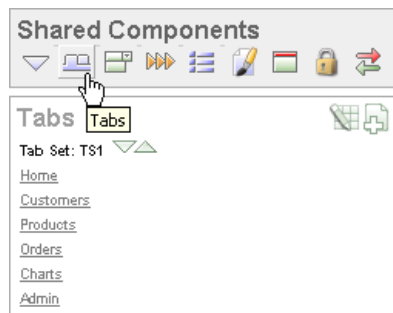 Shared Components
Tabs
Tabs
Tab Set: TS1
Home
Customers
Products
Orders
Charts
Admin